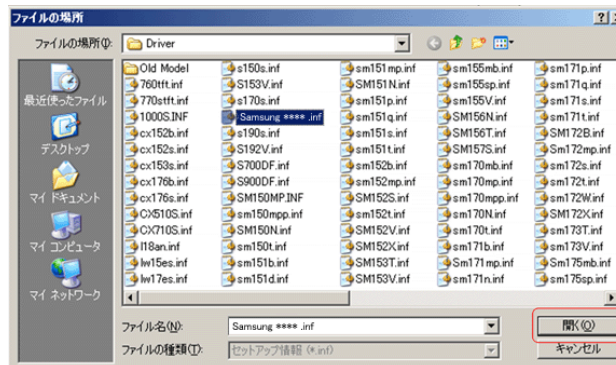 ファイルの場所
ファイルの場所(I):
Driver
最近使ったファイル
デスクトップ
マイ ドキュメント
マイ コンピュータ
マイ ネットワーク
Old Model
760tft.inf
770stft.inf
1000S.INF
cx152b.inf
cx152s.inf
cx153s.inf
cx176b.inf
cx176s.inf
CX510S.inf
CX710S.inf
l18an.inf
lw15es.inf
lw17es.inf
s150s.inf
S153V.inf
s170s.inf
Samsung **** .inf
s190s.inf
S192V.inf
S700DF.inf
S900DF.inf
SM150MP.INF
sm150mpp.inf
SM150N.inf
sm150t.inf
sm151b.inf
sm151d.inf
sm151mp.inf
SM151N.inf
sm151p.inf
sm151q.inf
sm151s.inf
sm151t.inf
sm152b.inf
sm152mp.inf
SM152S.inf
sm152t.inf
SM152V.inf
SM152X.inf
SM153T.inf
SM153V.inf
sm155mb.inf
sm155sp.inf
sm155V.inf
SM156N.inf
SM156T.inf
SM157S.inf
sm170mb.inf
sm170mp.inf
sm170mpp.inf
sm170N.inf
sm170t.inf
sm171b.inf
Sm171mp.inf
sm171n.inf
sm171p.inf
sm171q.inf
sm171s.inf
sm171t.inf
SM172B.inf
Sm172mp.inf
sm172s.inf
sm172t.inf
sm172W.inf
SM172X.inf
sm173T.inf
sm173V.inf
Sm175mb.inf
sm175sp.inf
ファイル名(N):
Samsung **** .inf
開く(O)
ファイルの種類(T):
セットアップ情報 (*.inf)
キャンセル